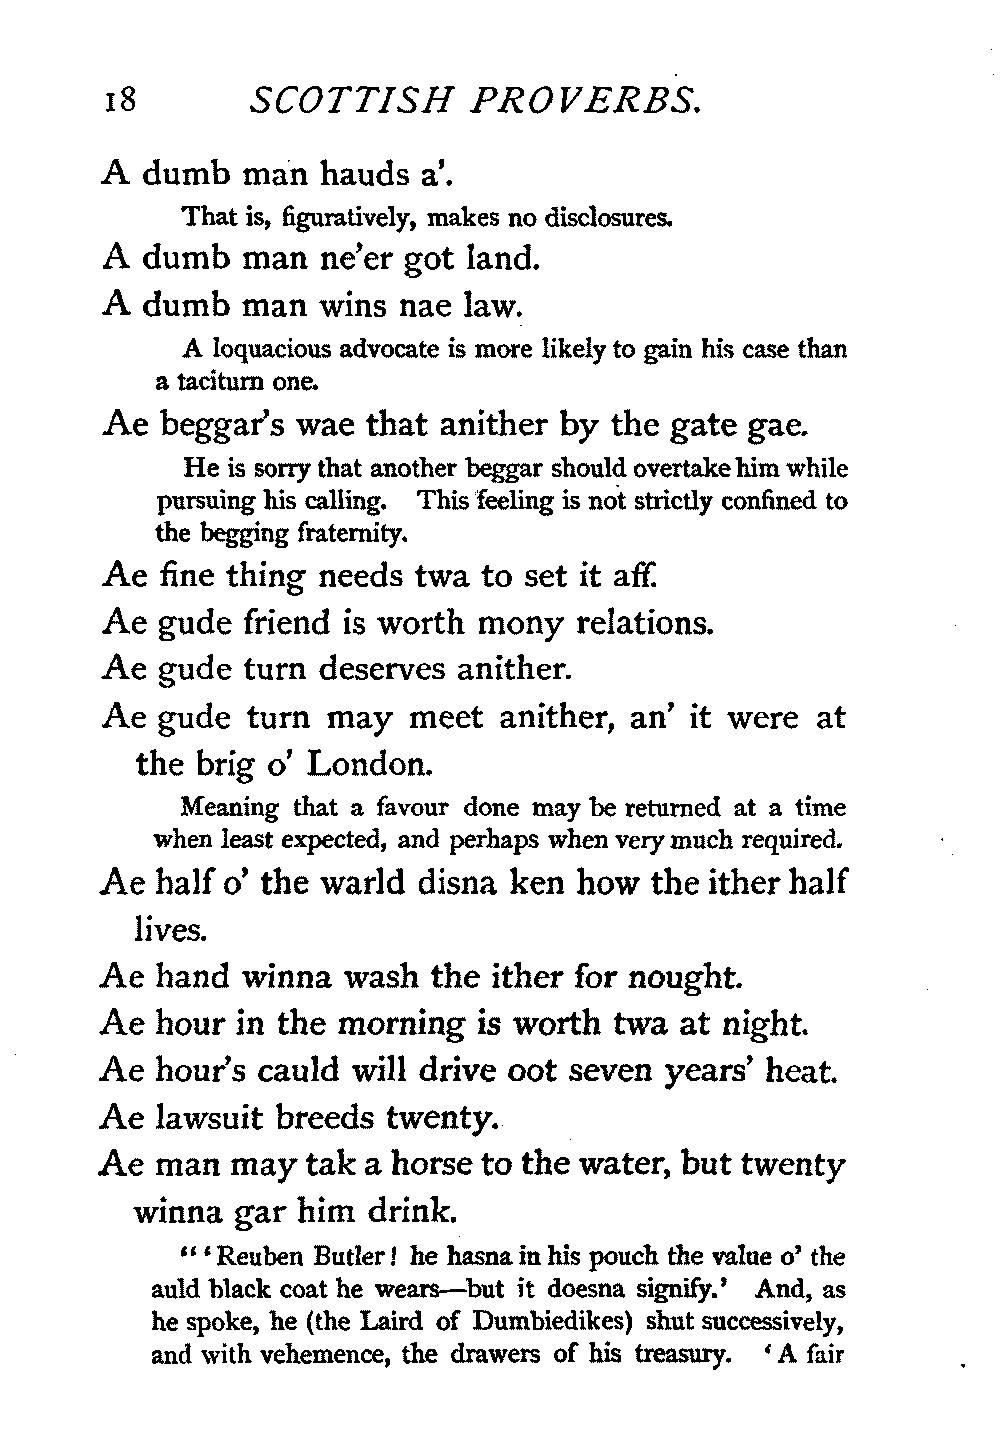 18 SCOTTISH PROVERBS.
A dumb man hauds a'.
That is, figuratively, makes no disclosures.
A dumb man ne'er got land.
A dumb man wins nae law.
A loquacious advocate is more likely to gain his case than
a taciturn one.
Ae beggar's wae that anither by the gate gae.
He is sorry that another beggar should overtake him while
pursuing his calling. This feeling is not strictly confined to
the begging fraternity.
Ae fine thing needs twa to set it aff.
Ae gude friend is worth mony relations.
Ae gude turn deserves anither.
Ae gude turn may meet anither, an' it were at
the brig o' London.
Meaning that a favour done may be returned at a time
when least expected, and perhaps when very much required.
Ae half o' the warld disna ken how the ither half
lives.
Ae hand winna wash the ither for nought.
Ae hour in the morning is worth twa at night.
Ae hour's cauld will drive oot seven years' heat.
Ae lawsuit breeds twenty.
Ae man may tak a horse to the water, but twenty
winna gar him drink.
"'Reuben Butler! he hasna in his pouch the value o' the
auld black coat he wears—but it doesna signify.' And, as
he spoke, he (the Laird of Dumbiedikes) shut successively,
and with vehemence, the drawers of his treasury. 'A fair